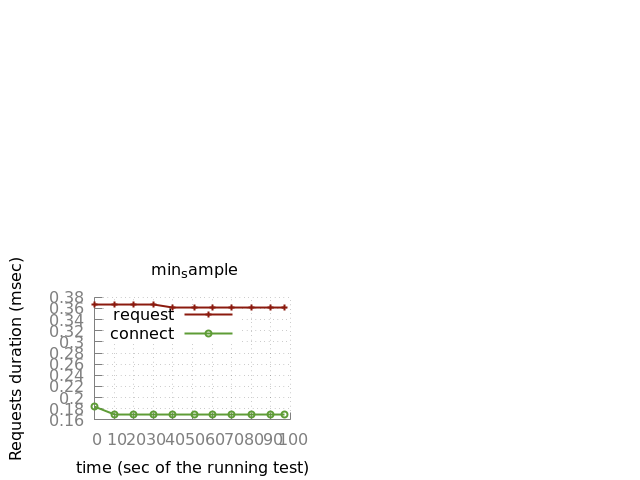 min_sample
Requests duration (msec)
0.38
0.36
0.34
0.32
0.3
0.28
0.26
0.24
0.22
0.2
0.18
0.16
request
connect
0 10 20 30 40 50 60 70 80 90 100
time (sec of the running test)